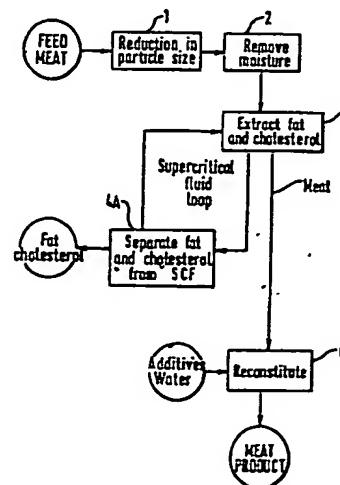 1
2
FEED
MEAT
Reduction in
particle size
Remove
moisture
Extract fat
and cholesterol
Supercritical
fluid
loop
Meat
4A
Fat
cholesterol
Separate fat
and cholesterol
from SCF
Additives
Water
Reconstitute
MEAT
PRODUCT